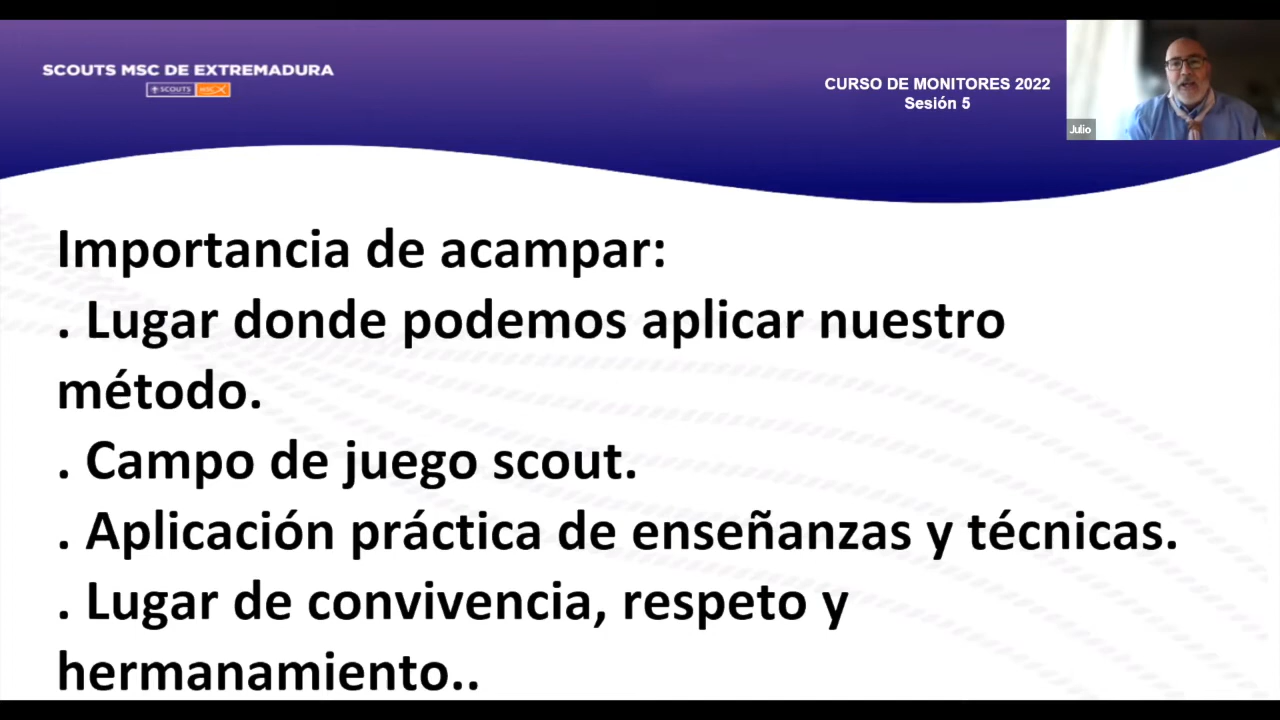 SCOUTS MSC DE EXTREMADURA
SCOUTS MSC
CURSO DE MONITORES 2022
Sesión 5
Julio
Importancia de acampar:
. Lugar donde podemos aplicar nuestro
método.
. Campo de juego scout.
. Aplicación práctica de enseñanzas y técnicas.
. Lugar de convivencia, respeto y
hermanamiento..